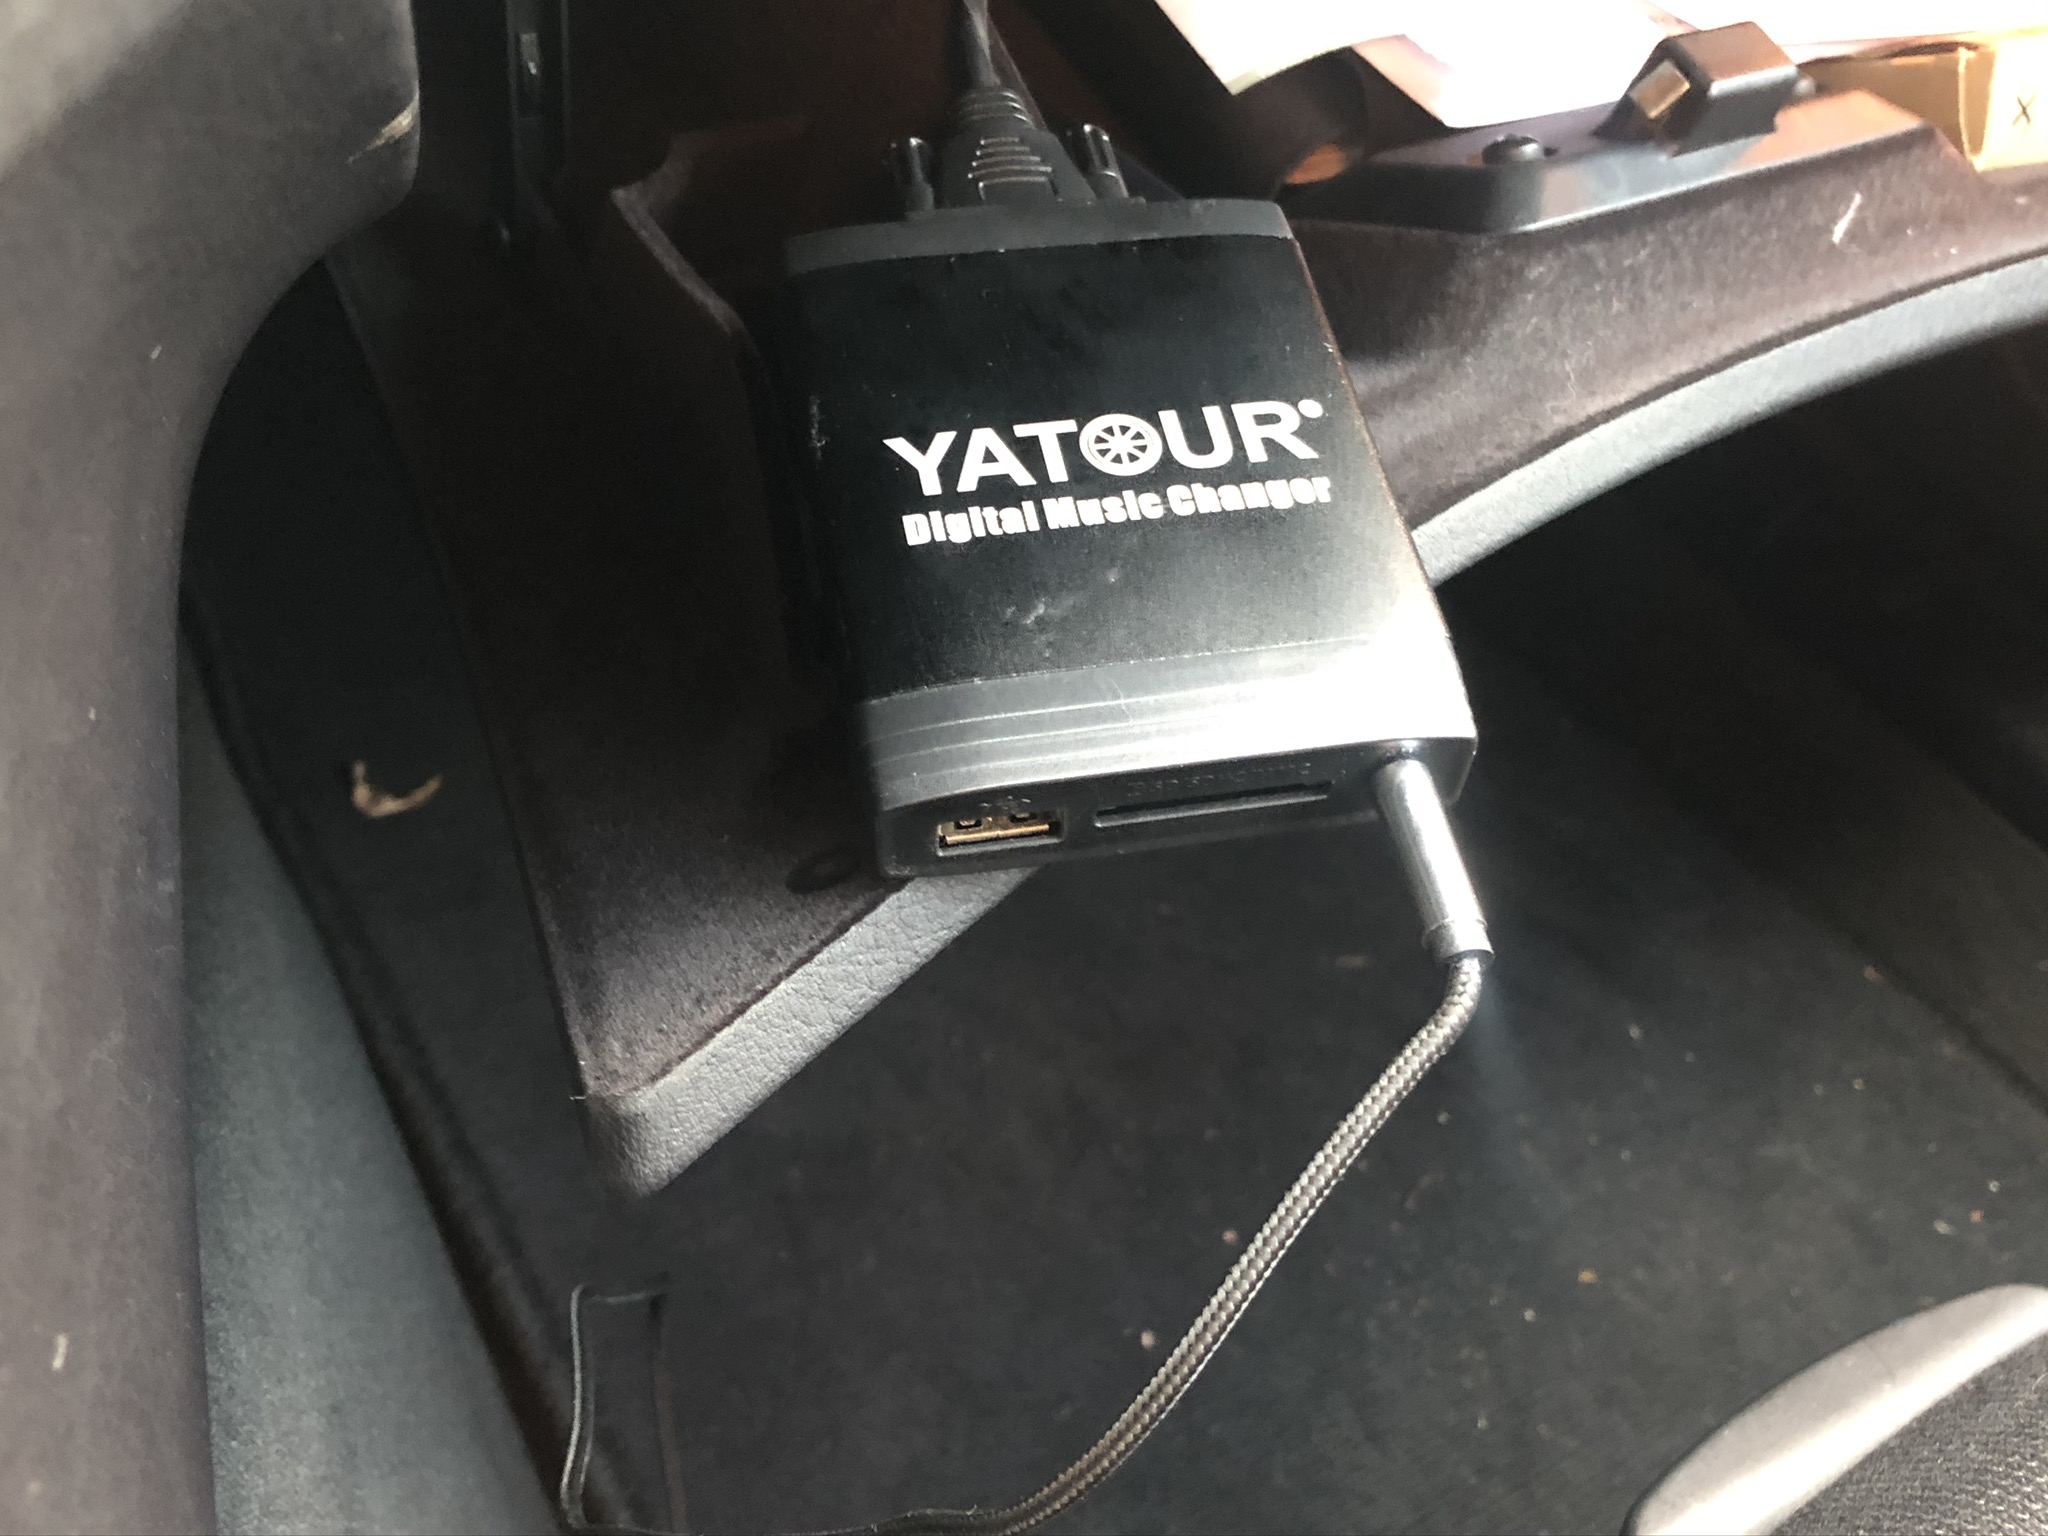 YATOUR
Digital Music Changer
X